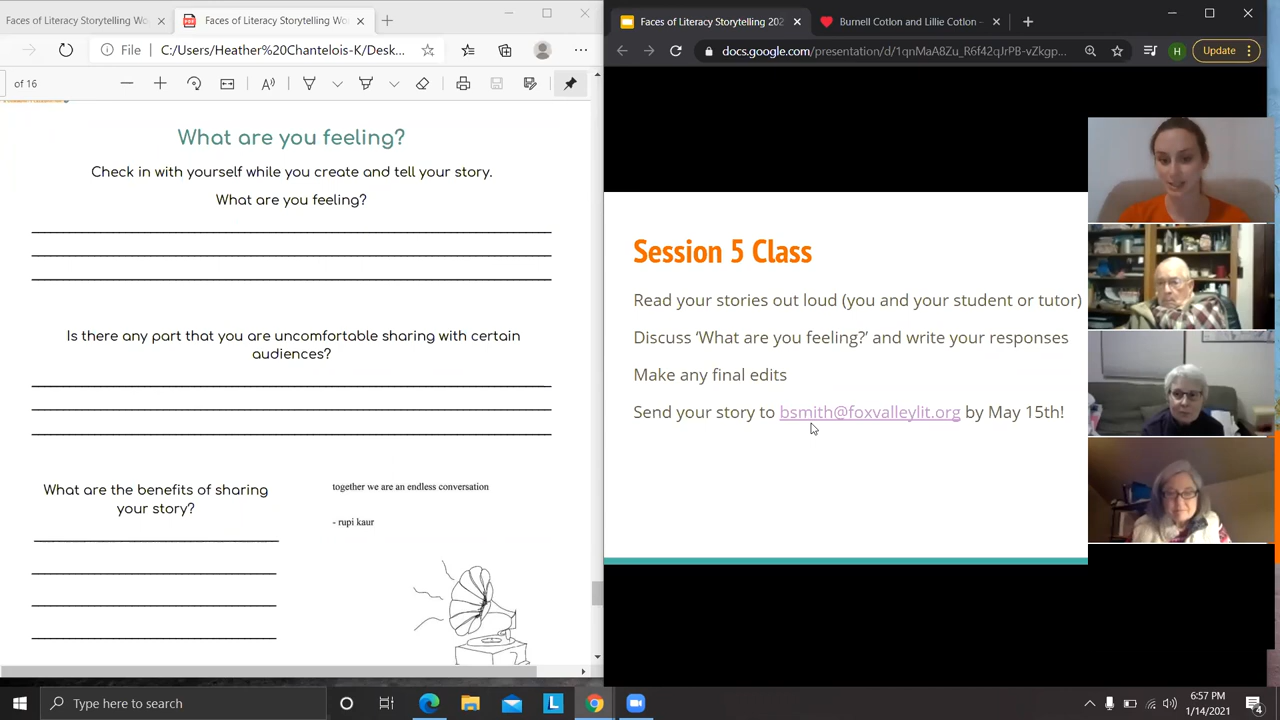 Faces of Literacy Storytelling Wo
Faces of Literacy Storytelling Wo
File
C:/Users/Heather%20Chantelois-K/Desk...
of 16
What are you feeling?
Check in with yourself while you create and tell your story.
What are you feeling?
Is there any part that you are uncomfortable sharing with certain
audiences?
What are the benefits of sharing
your story?
together we are an endless conversation
- rupi kaur
Faces of Literacy Storytelling 202
Burnell Cotlon and Lillie Cotlon –
docs.google.com/presentation/d/1qnMaA8Zu_R6f42qJrPB-vZkgp...
H
Update
Session 5 Class
Read your stories out loud (you and your student or tutor)
Discuss ‘What are you feeling?’ and write your responses
Make any final edits
Send your story to bsmith@foxvalleylit.org by May 15th!
Type here to search
L
6:57 PM
1/14/2021
4